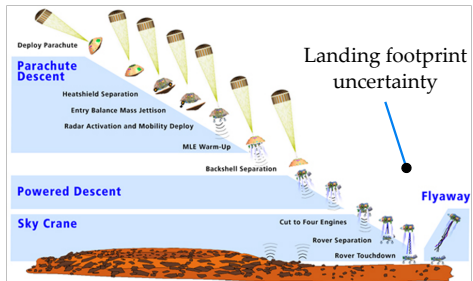 Deploy Parachute
Parachute
Descent
Landing footprint
uncertainty
Heatshield Separation
Entry Balance Mass Jettison
Radar Activation and Mobility Deploy
MLE Warm-Up
Backshell Separation
Powered Descent
Flyaway
Sky Crane
Cut to Four Engines
Rover Separation
Rover Touchdown